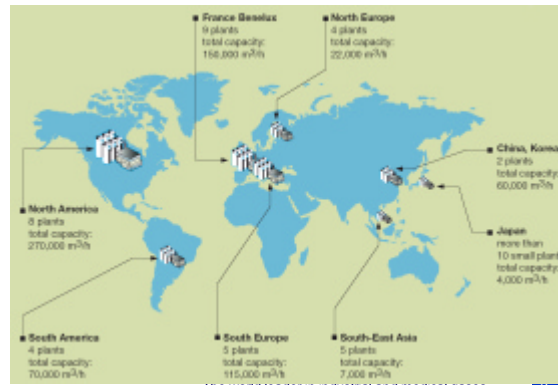 France Benelux
9 plants
total capacity:
150,000 m³/h
North Europe
4 plants
total capacity:
22,000 m³/h
China, Korea
2 plants
total capacity:
60,000 m³/h
North America
8 plants
total capacity:
270,000 m³/h
Japan
more than
10 small plant
total capacity:
4,000 m³/h
South America
4 plants
total capacity:
70,000 m³/h
South Europe
5 plants
total capacity:
115,000 m³/h
South-East Asia
5 plants
total capacity:
7,000 m³/h